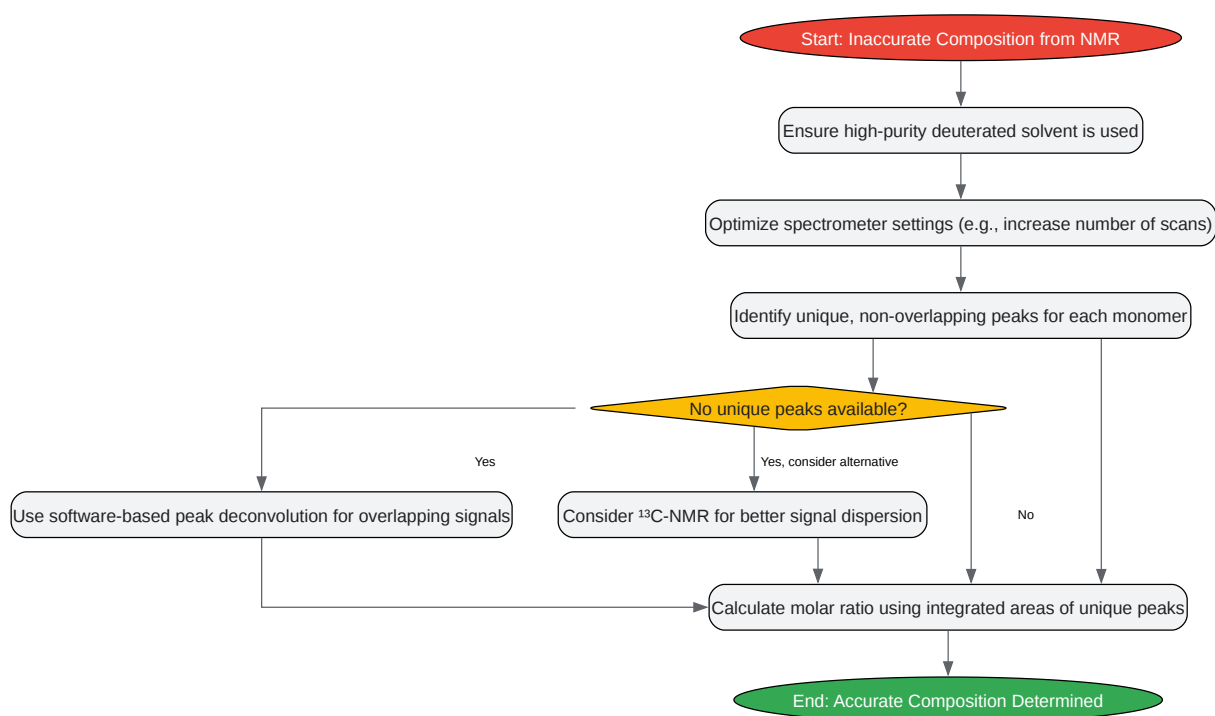 Start: Inaccurate Composition from NMR
Ensure high-purity deuterated solvent is used
Optimize spectrometer settings (e.g., increase number of scans)
Identify unique, non-overlapping peaks for each monomer
No unique peaks available?
Yes
Yes, consider alternative
Use software-based peak deconvolution for overlapping signals
Consider ¹³C-NMR for better signal dispersion
No
Calculate molar ratio using integrated areas of unique peaks
End: Accurate Composition Determined